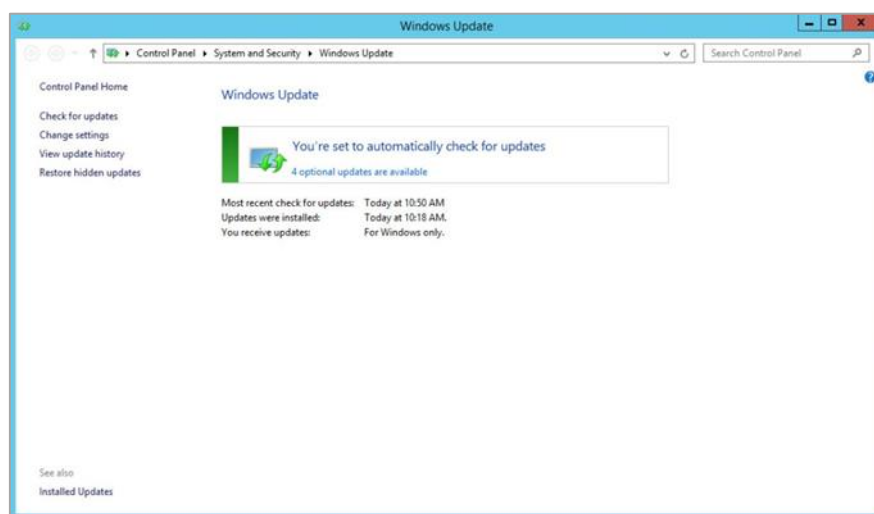 Windows Update
Control Panel ▸ System and Security ▸ Windows Update
Search Control Panel
Control Panel Home
Check for updates
Change settings
View update history
Restore hidden updates
Windows Update
You're set to automatically check for updates
4 optional updates are available
Most recent check for updates: Today at 10:50 AM
Updates were installed: Today at 10:18 AM.
You receive updates: For Windows only.
See also
Installed Updates